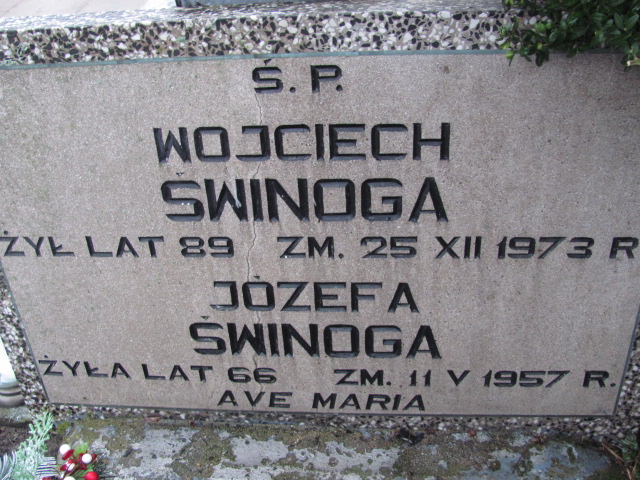 Ś. P.
WOJCIECH
ŚWINOGA
ŻYŁ LAT 89 ZM. 25 XII 1973 R
JÓZEFA
ŚWINOGA
ŻYŁA LAT 66 ZM. 11 V 1957 R.
AVE MARIA